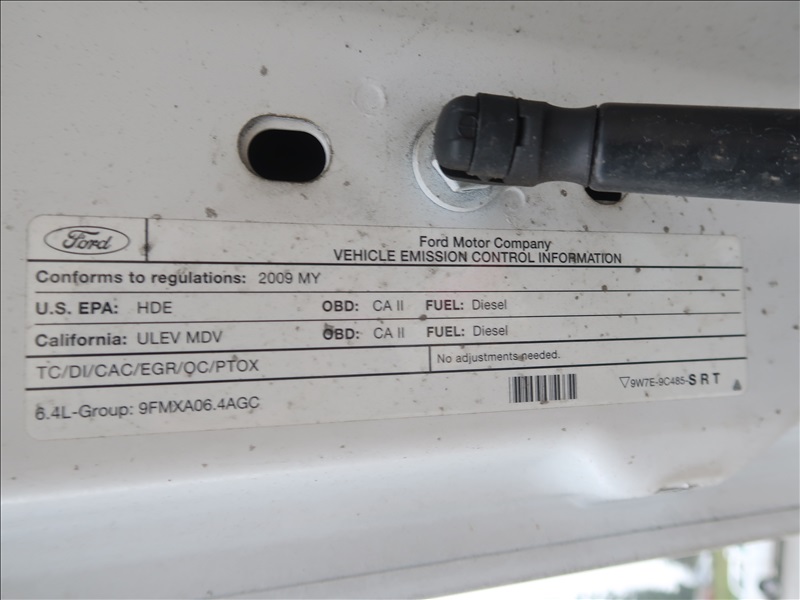 Ford
Ford Motor Company
VEHICLE EMISSION CONTROL INFORMATION
Conforms to regulations: 2009 MY
U.S. EPA: HDE OBD: CA II FUEL: Diesel
California: ULEV MDV OBD: CA II FUEL: Diesel
TC/DI/CAC/EGR/OC/PTOX No adjustments needed.
6.4L-Group: 9FMXA06.4AGC
9W7E-9C485-SRT